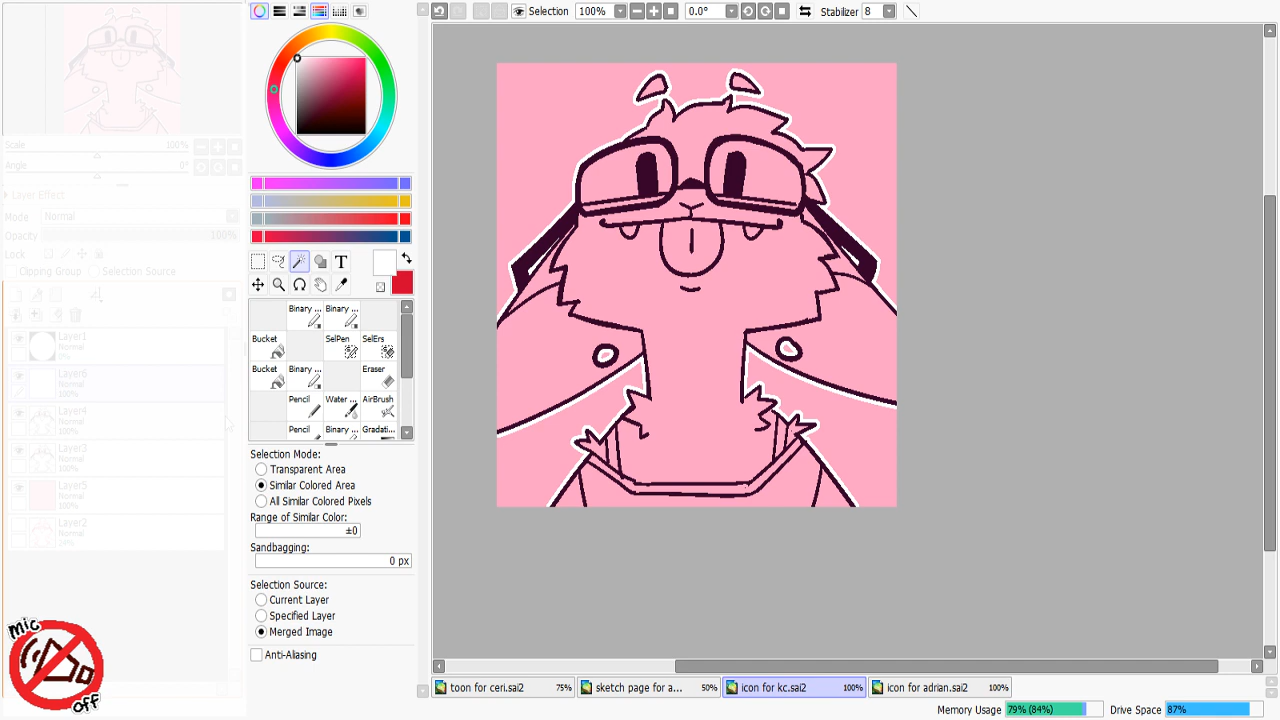 Selection 100% 0.0° Stabilizer 8
Scale 100%
Angle 0°
Layer Effect
Mode Normal
Opacity 100%
Lock
Clipping Group Selection Source
Layer1
Normal
0%
Layer6
Normal
100%
Layer4
Normal
100%
Layer3
Normal
100%
Layer5
Normal
100%
Layer2
Normal
T
Binary ... Binary ...
Bucket SelPen SelErs
Bucket Binary ... Eraser
Pencil Water ... AirBrush
Pencil Binary ... Gradati...
Selection Mode:
Transparent Area
Similar Colored Area
All Similar Colored Pixels
Range of Similar Color:
±0
Sandbagging:
0 px
Selection Source:
Current Layer
Specified Layer
Merged Image
Anti-Aliasing
mic
OFF
toon for ceri.sai2 75% sketch page for a... 50% icon for kc.sai2 100% icon for adrian.sai2 100%
Memory Usage 79% (84%) Drive Space 87%